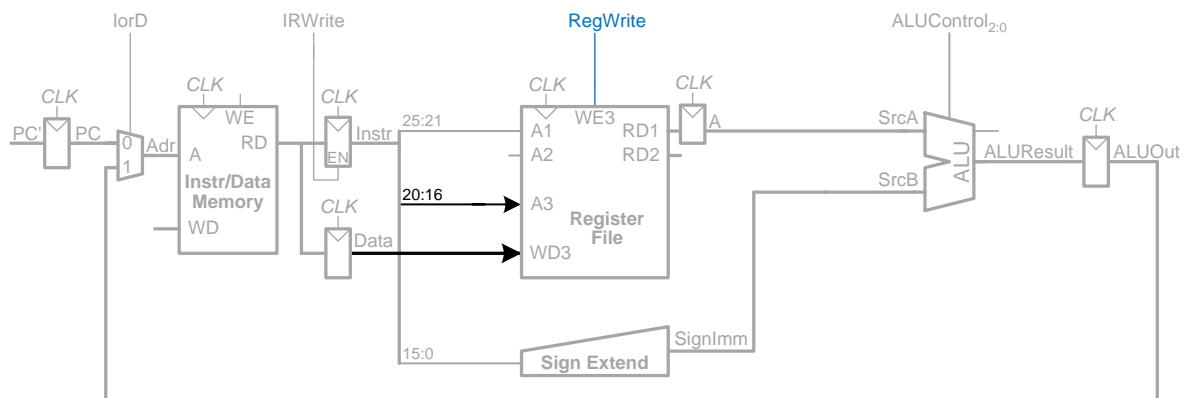 IorD
IRWrite
RegWrite
ALUControl2:0
CLK
CLK
CLK
CLK
CLK
CLK
PC'
PC
0
1
Adr
A
WE
RD
Instr/Data
Memory
WD
EN
Instr
25:21
A1
A2
WE3
RD1
RD2
A
SrcA
SrcB
ALU
ALUResult
ALUOut
20:16
A3
Register
File
CLK
Data
WD3
15:0
Sign Extend
SignImm